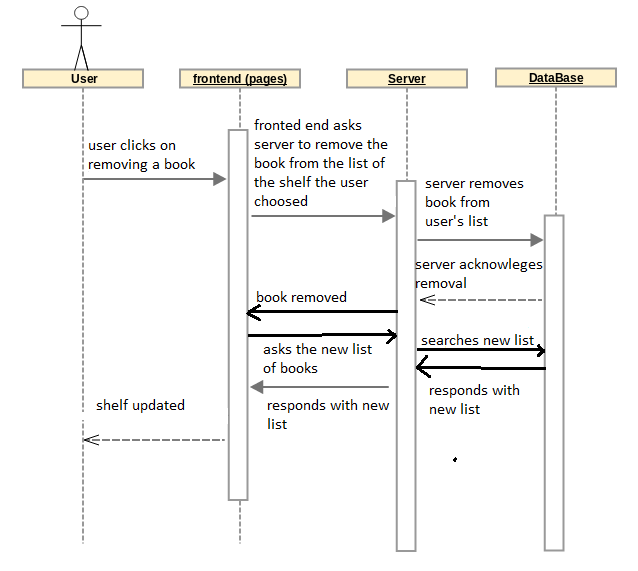 User
frontend (pages)
Server
DataBase
user clicks on
removing a book
fronted end asks
server to remove the
book from the list of
the shelf the user
choosed
server removes
book from
user's list
server acknowleges
removal
book removed
asks the new list
of books
searches new list
responds with
new list
responds with new
list
shelf updated